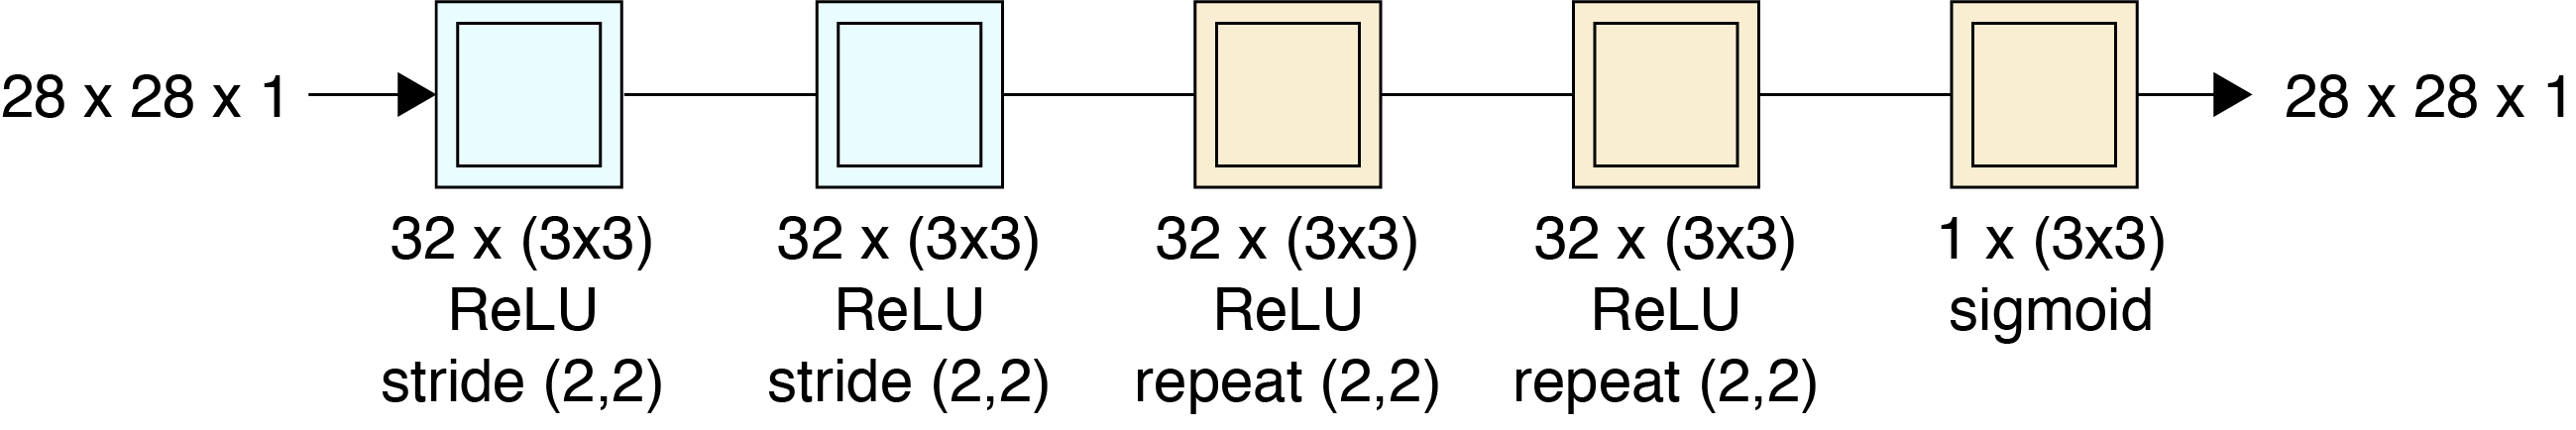 28 x 28 x 1
32 x (3x3)
ReLU
stride (2,2)
32 x (3x3)
ReLU
stride (2,2)
32 x (3x3)
ReLU
repeat (2,2)
32 x (3x3)
ReLU
repeat (2,2)
1 x (3x3)
sigmoid
28 x 28 x 1